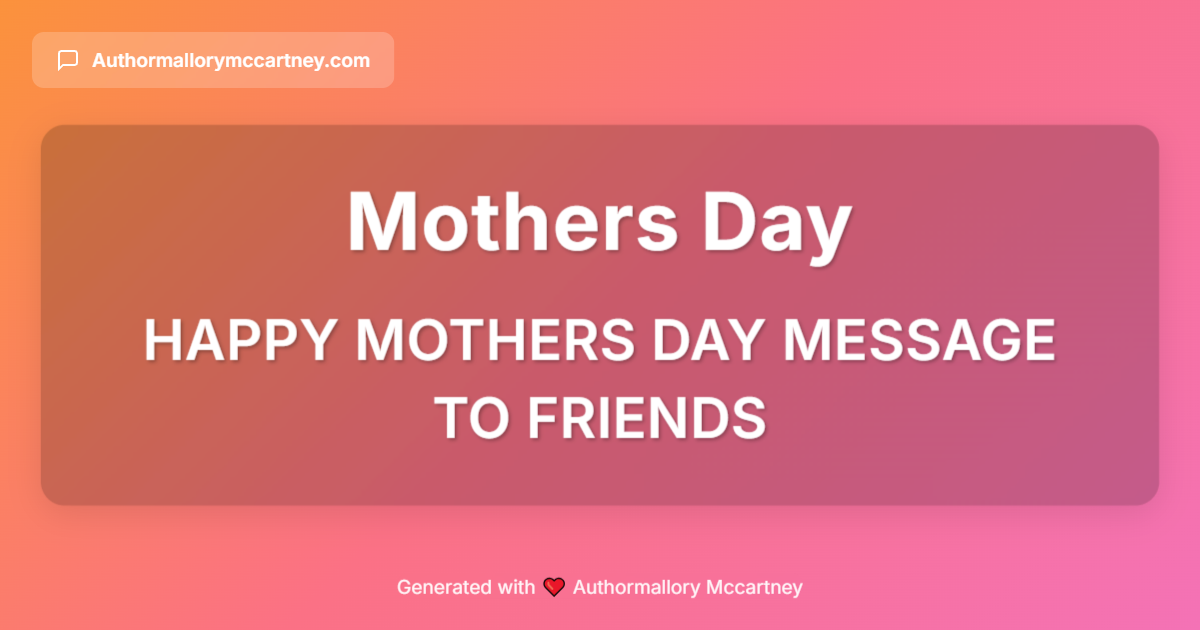 Authormallorymccartney.com
Mothers Day
HAPPY MOTHERS DAY MESSAGE
TO FRIENDS
Generated with ❤️ Authormallory Mccartney